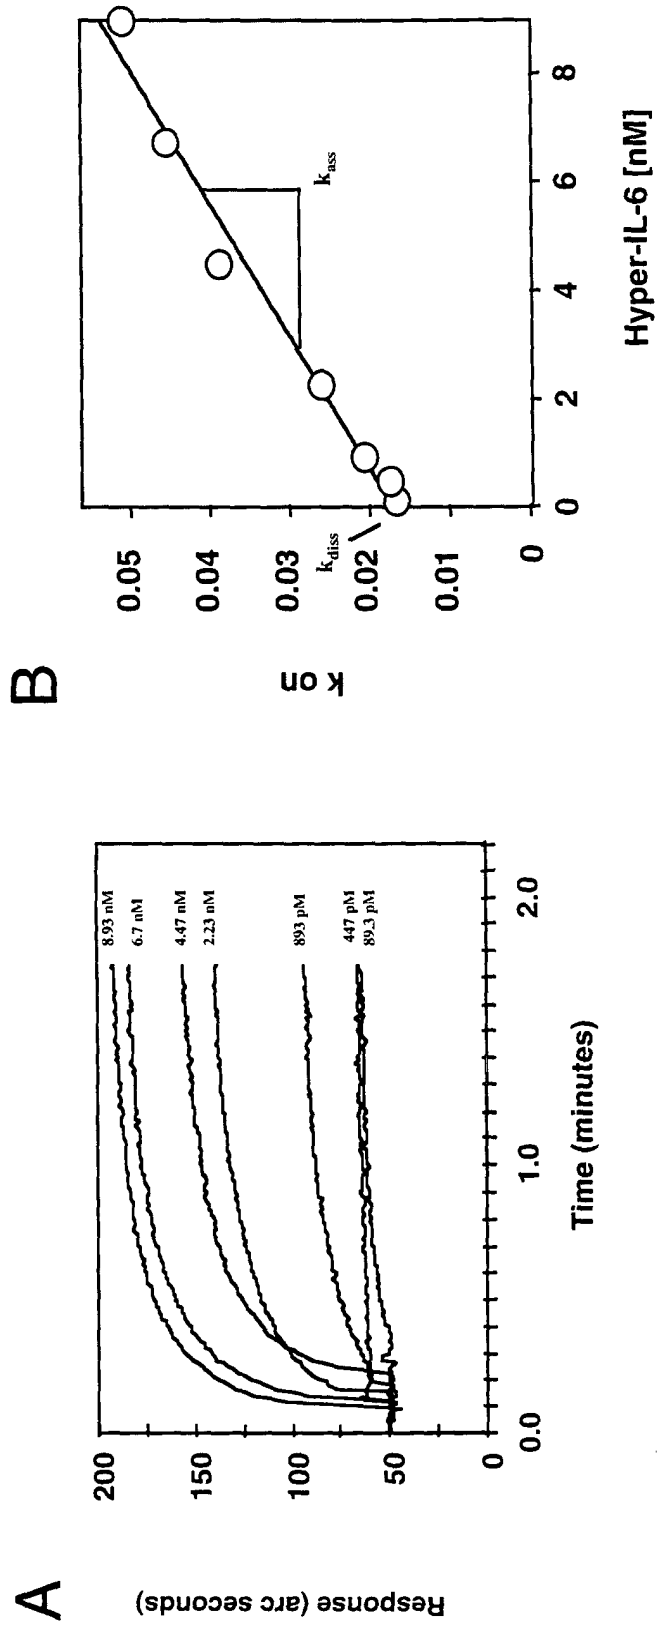 A
Response (arc seconds)
200
150
100
50
0
8.93 nM
6.7 nM
4.47 nM
2.23 nM
893 pM
447 pM
89.3 pM
0.0
1.0
2.0
Time (minutes)
B
k on
0.05
0.04
0.03
0.02
0.01
0
kdiss
kass
0
2
4
6
8
Hyper-IL-6 [nM]